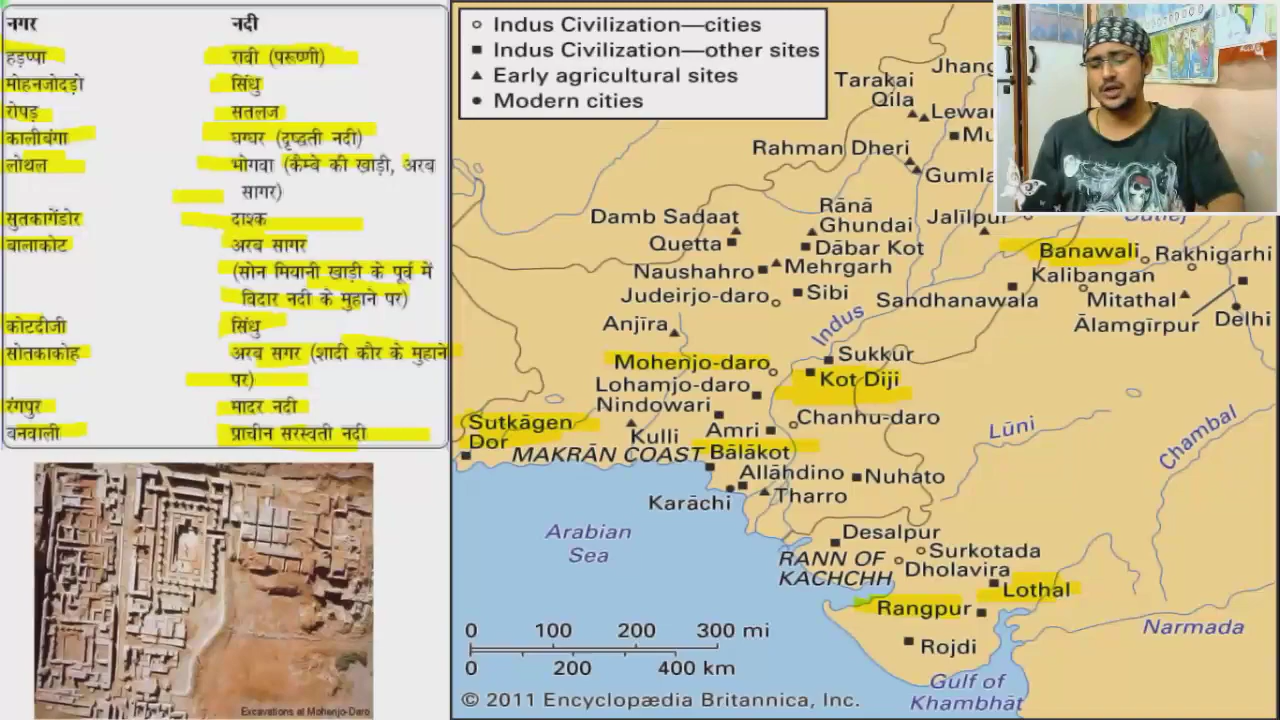 नगर नदी
हड़प्पा रावी (परूष्णी)
मोहनजोदड़ो सिंधु
रोपड़ सतलज
कालीबंगा घग्घर (दृष्द्वती नदी)
लोथल भोगवा (कैम्बे की खाड़ी, अरब
सागर)
सुतकागेंडोर दाश्क
बालाकोट अरब सागर
(सोन मियानी खाड़ी के पूर्व में
विदार नदी के मुहाने पर)
कोटदीजी सिंधु
सोतकाकोह अरब सगर (शादी कौर के मुहाने
पर)
रंगपुर मादर नदी
बनवाली प्राचीन सरस्वती नदी
Excavations at Mohenjo-Daro
Indus Civilization—cities
Indus Civilization—other sites
Early agricultural sites
Modern cities
Jhang
Tarakai
Qila
Lewan
Mu
Rahman Dheri
Gumla
Damb Sadaat
Rānā
Ghundai
Jalīlpur
Sutlej
Quetta
Dābar Kot
Banawali
Rakhigarhi
Naushahro
Mehrgarh
Kalibangan
Judeirjo-daro
Sibi
Sandhanawala
Mitathal
Anjīra
Indus
Ālamgīrpur
Delhi
Sukkur
Mohenjo-daro
Kot Diji
Lohamjo-daro
Nindowari
Chanhu-daro
Sutkāgen
Dor
Kulli
Amri
Lūni
Chambal
MAKRĀN COAST
Bālākot
Allāhdino
Nuhato
Karāchi
Tharro
Arabian
Sea
Desalpur
RANN OF
KACHCHH
Surkotada
Dholavira
Lothal
Rangpur
Narmada
Rojdi
0 100 200 300 mi
0 200 400 km
Gulf of
Khambhāt
© 2011 Encyclopædia Britannica, Inc.